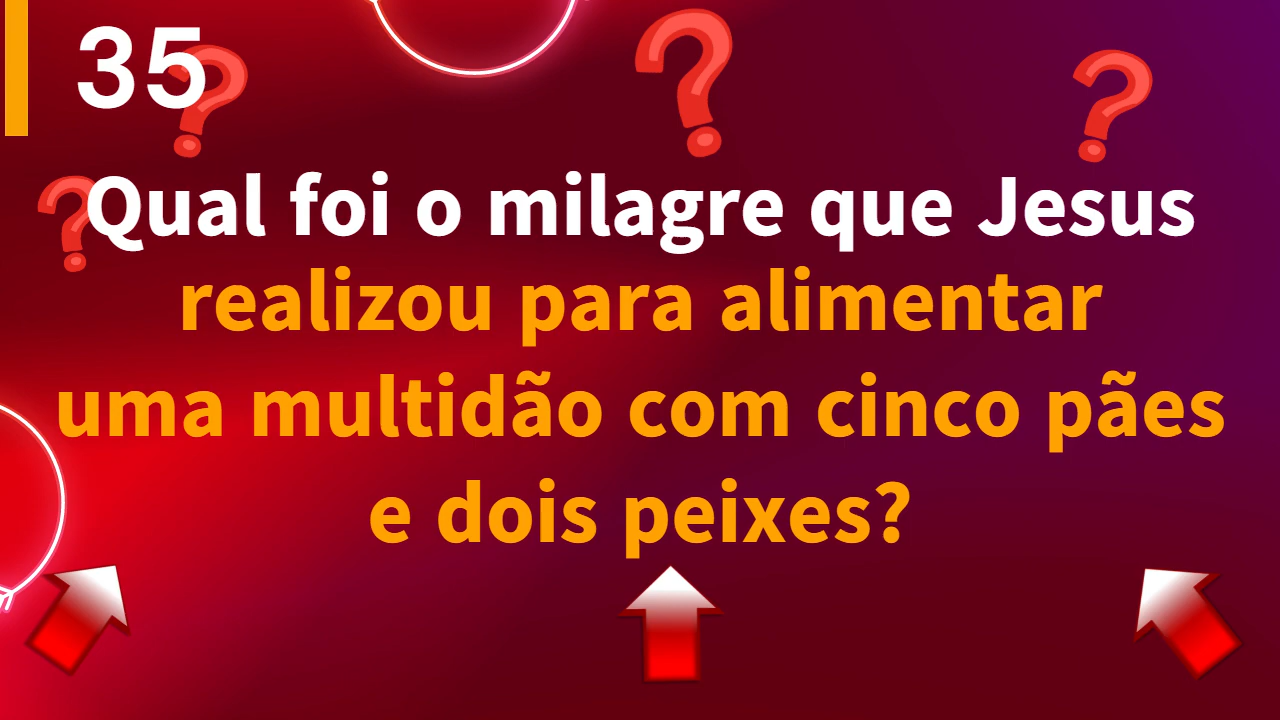 35
Qual foi o milagre que Jesus
realizou para alimentar
uma multidão com cinco pães
e dois peixes?